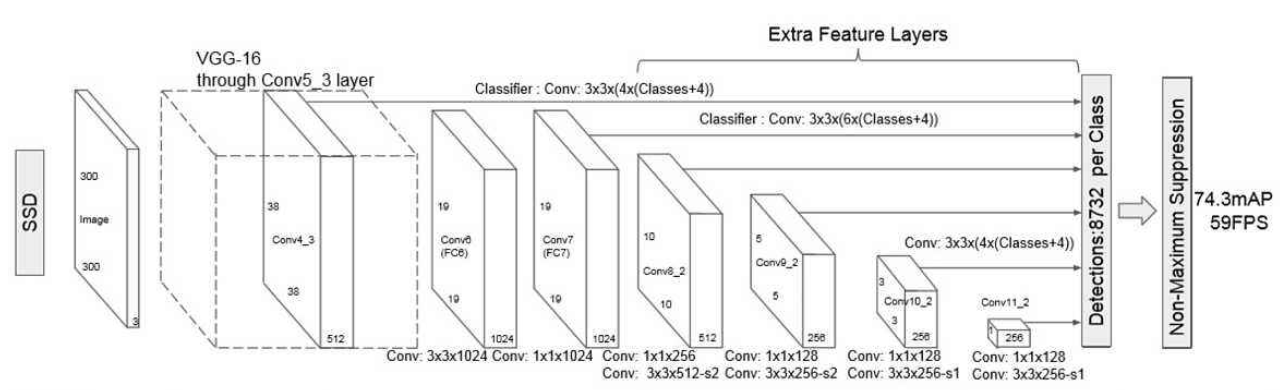 Extra Feature Layers
VGG-16
through Conv5_3 layer
Classifier : Conv: 3x3x(4x(Classes+4))
Classifier : Conv: 3x3x(6x(Classes+4))
SSD
300
Image
300
3
38
Conv4_3
38
512
19
Conv6
(FC6)
19
1024
19
Conv7
(FC7)
19
1024
10
Conv8_2
10
512
5
Conv9_2
5
256
Conv: 3x3x(4x(Classes+4))
3
Conv10_2
3
256
Conv11_2
1
256
Detections:8732 per Class
Non-Maximum Suppression
74.3mAP
59FPS
Conv: 3x3x1024
Conv: 1x1x1024
Conv: 1x1x256
Conv: 3x3x512-s2
Conv: 1x1x128
Conv: 3x3x256-s2
Conv: 1x1x128
Conv: 3x3x256-s1
Conv: 1x1x128
Conv: 3x3x256-s1